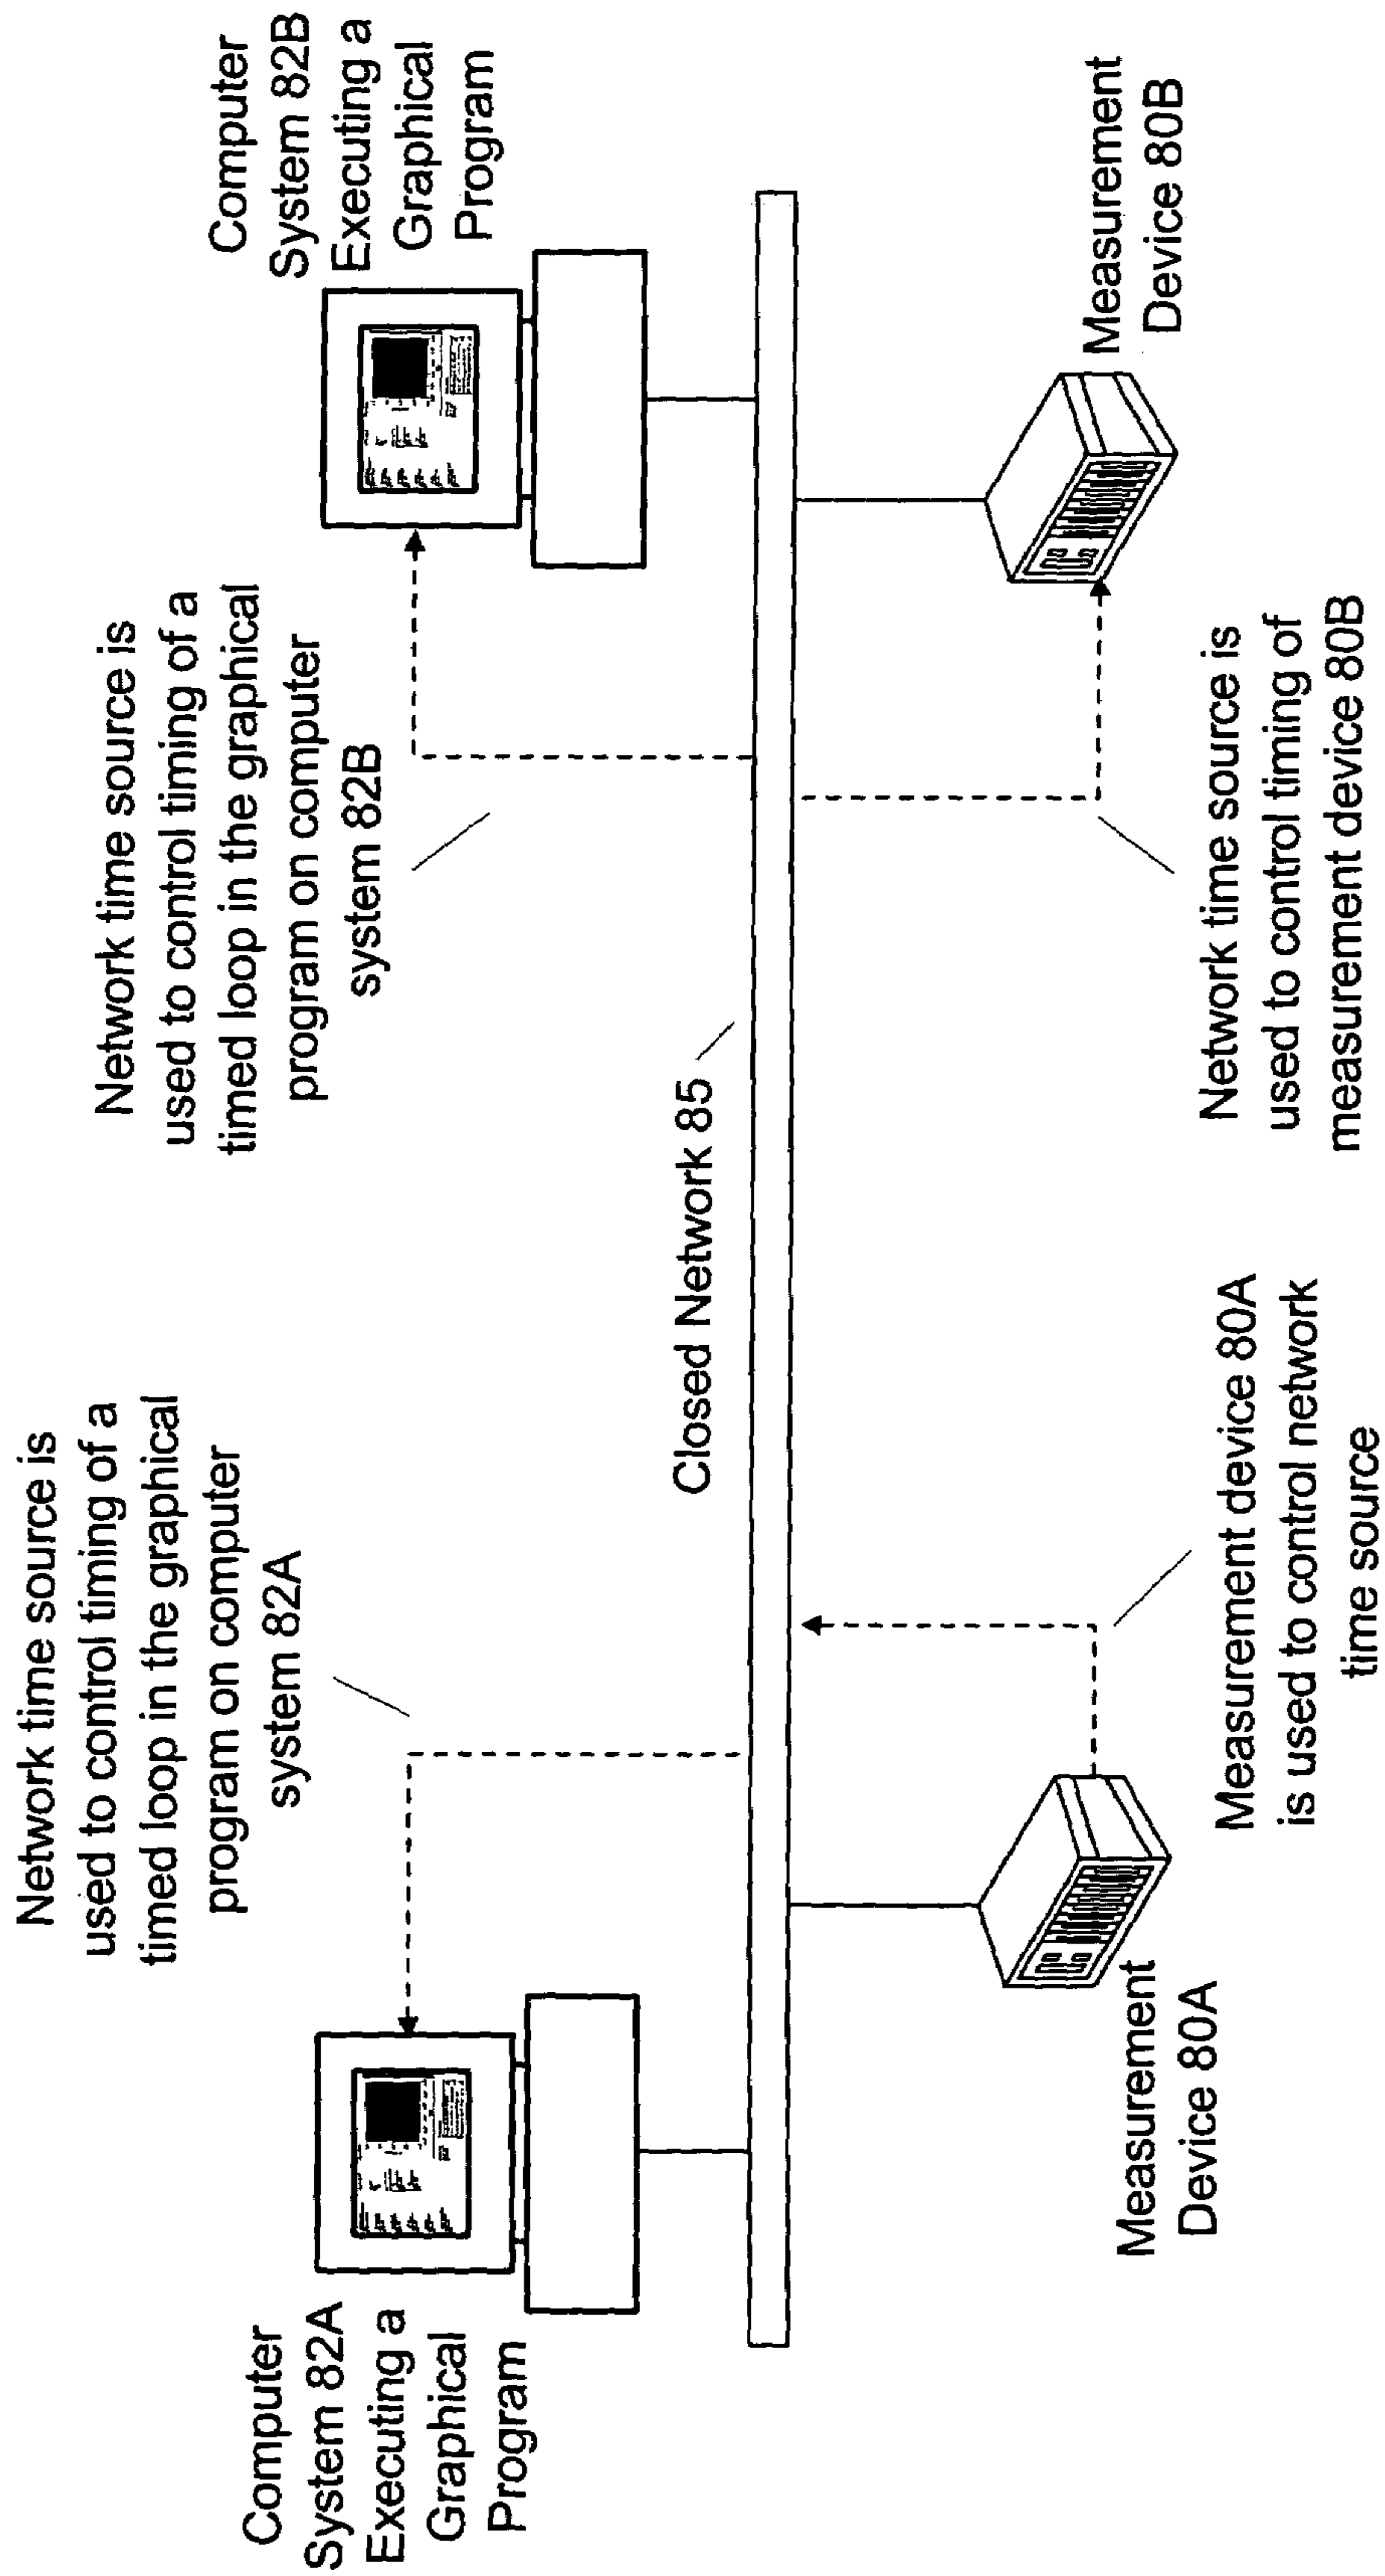 Computer
System 82A
Executing a
Graphical
Program
Network time source is
used to control timing of a
timed loop in the graphical
program on computer
system 82A
Network time source is
used to control timing of a
timed loop in the graphical
program on computer
system 82B
Computer
System 82B
Executing a
Graphical
Program
Closed Network 85
Measurement
Device 80A
Measurement device 80A
is used to control network
time source
Network time source is
used to control timing of
measurement device 80B
Measurement
Device 80B